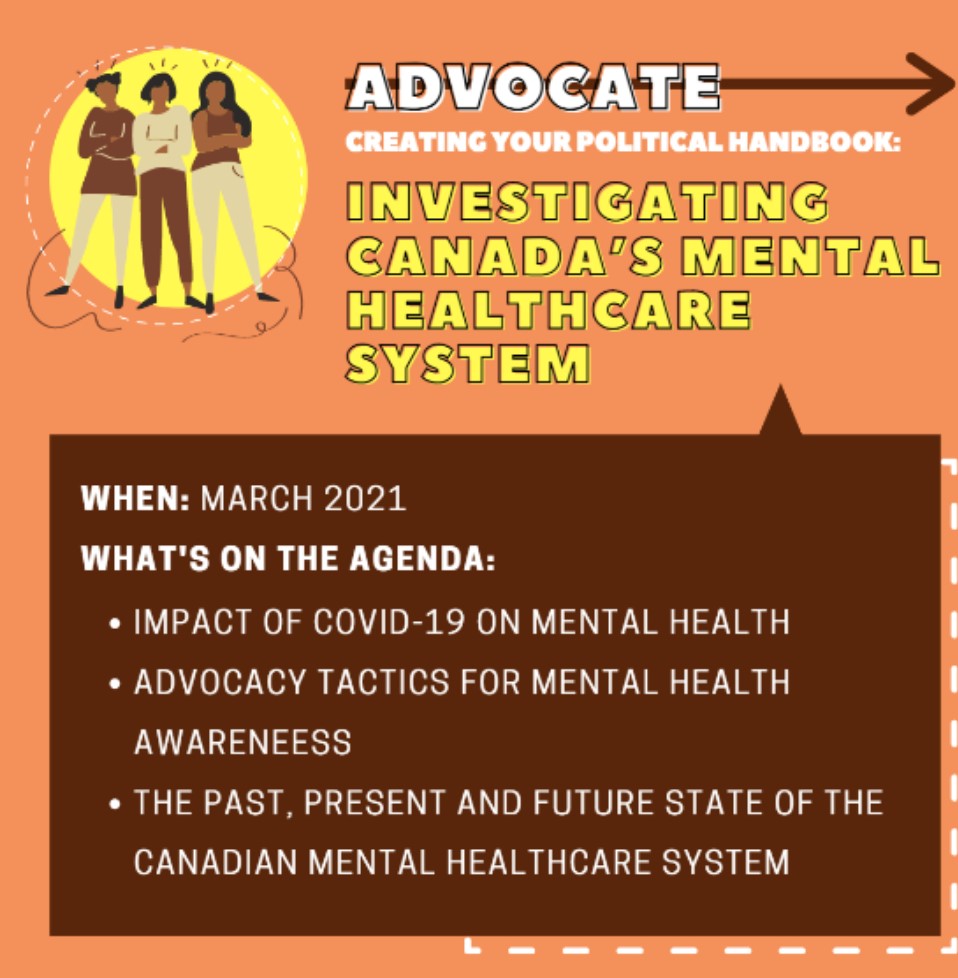 ADVOCATE
CREATING YOUR POLITICAL HANDBOOK:
INVESTIGATING
CANADA'S MENTAL
HEALTHCARE
SYSTEM
WHEN: MARCH 2021
WHAT'S ON THE AGENDA:
• IMPACT OF COVID-19 ON MENTAL HEALTH
• ADVOCACY TACTICS FOR MENTAL HEALTH
AWARENEESS
• THE PAST, PRESENT AND FUTURE STATE OF THE
CANADIAN MENTAL HEALTHCARE SYSTEM